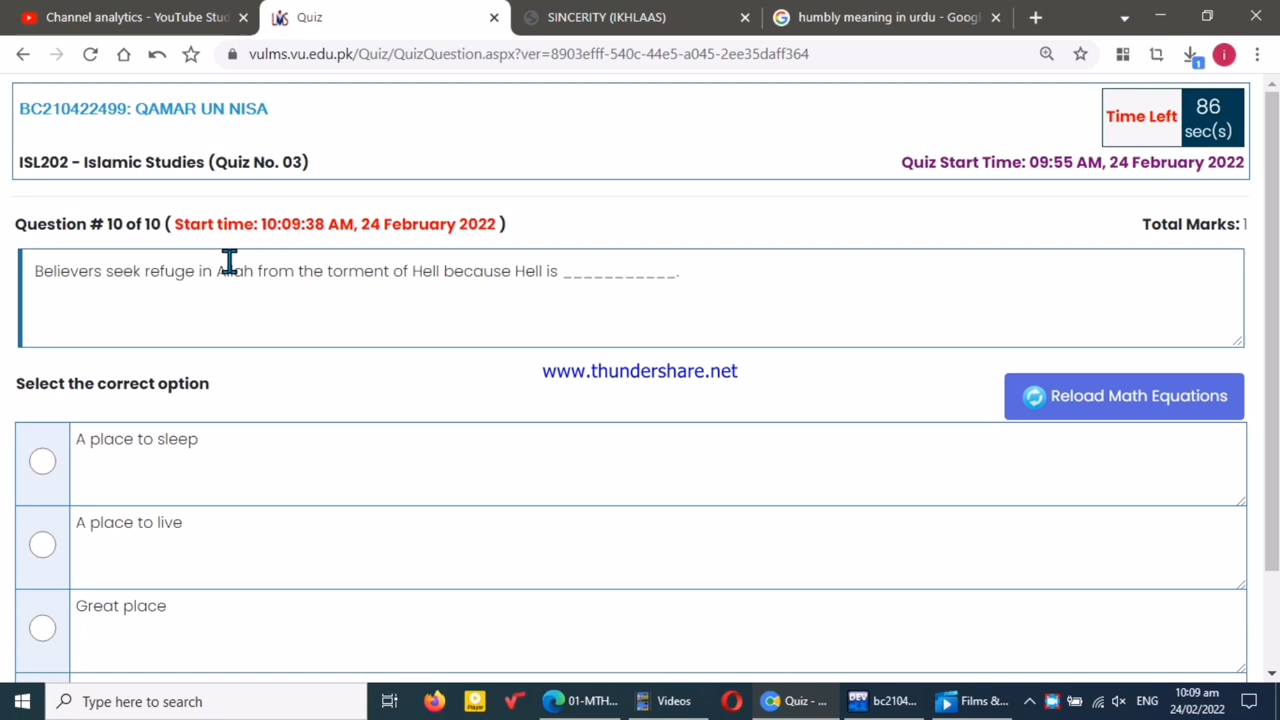 Channel analytics - YouTube Stud
Quiz
SINCERITY (IKHLAAS)
humbly meaning in urdu - Googl
vulms.vu.edu.pk/Quiz/QuizQuestion.aspx?ver=8903efff-540c-44e5-a045-2ee35daff364
1
i
BC210422499: QAMAR UN NISA
Time Left
86
sec(s)
ISL202 - Islamic Studies (Quiz No. 03)
Quiz Start Time: 09:55 AM, 24 February 2022
Question # 10 of 10 ( Start time: 10:09:38 AM, 24 February 2022 )
Total Marks: 1
Believers seek refuge in Allah from the torment of Hell because Hell is ___________.
www.thundershare.net
Select the correct option
Reload Math Equations
A place to sleep
A place to live
Great place
Type here to search
Player
01-MTH...
Videos
Quiz - ...
DEV
bc2104...
Films &...
ENG
10:09 am
24/02/2022